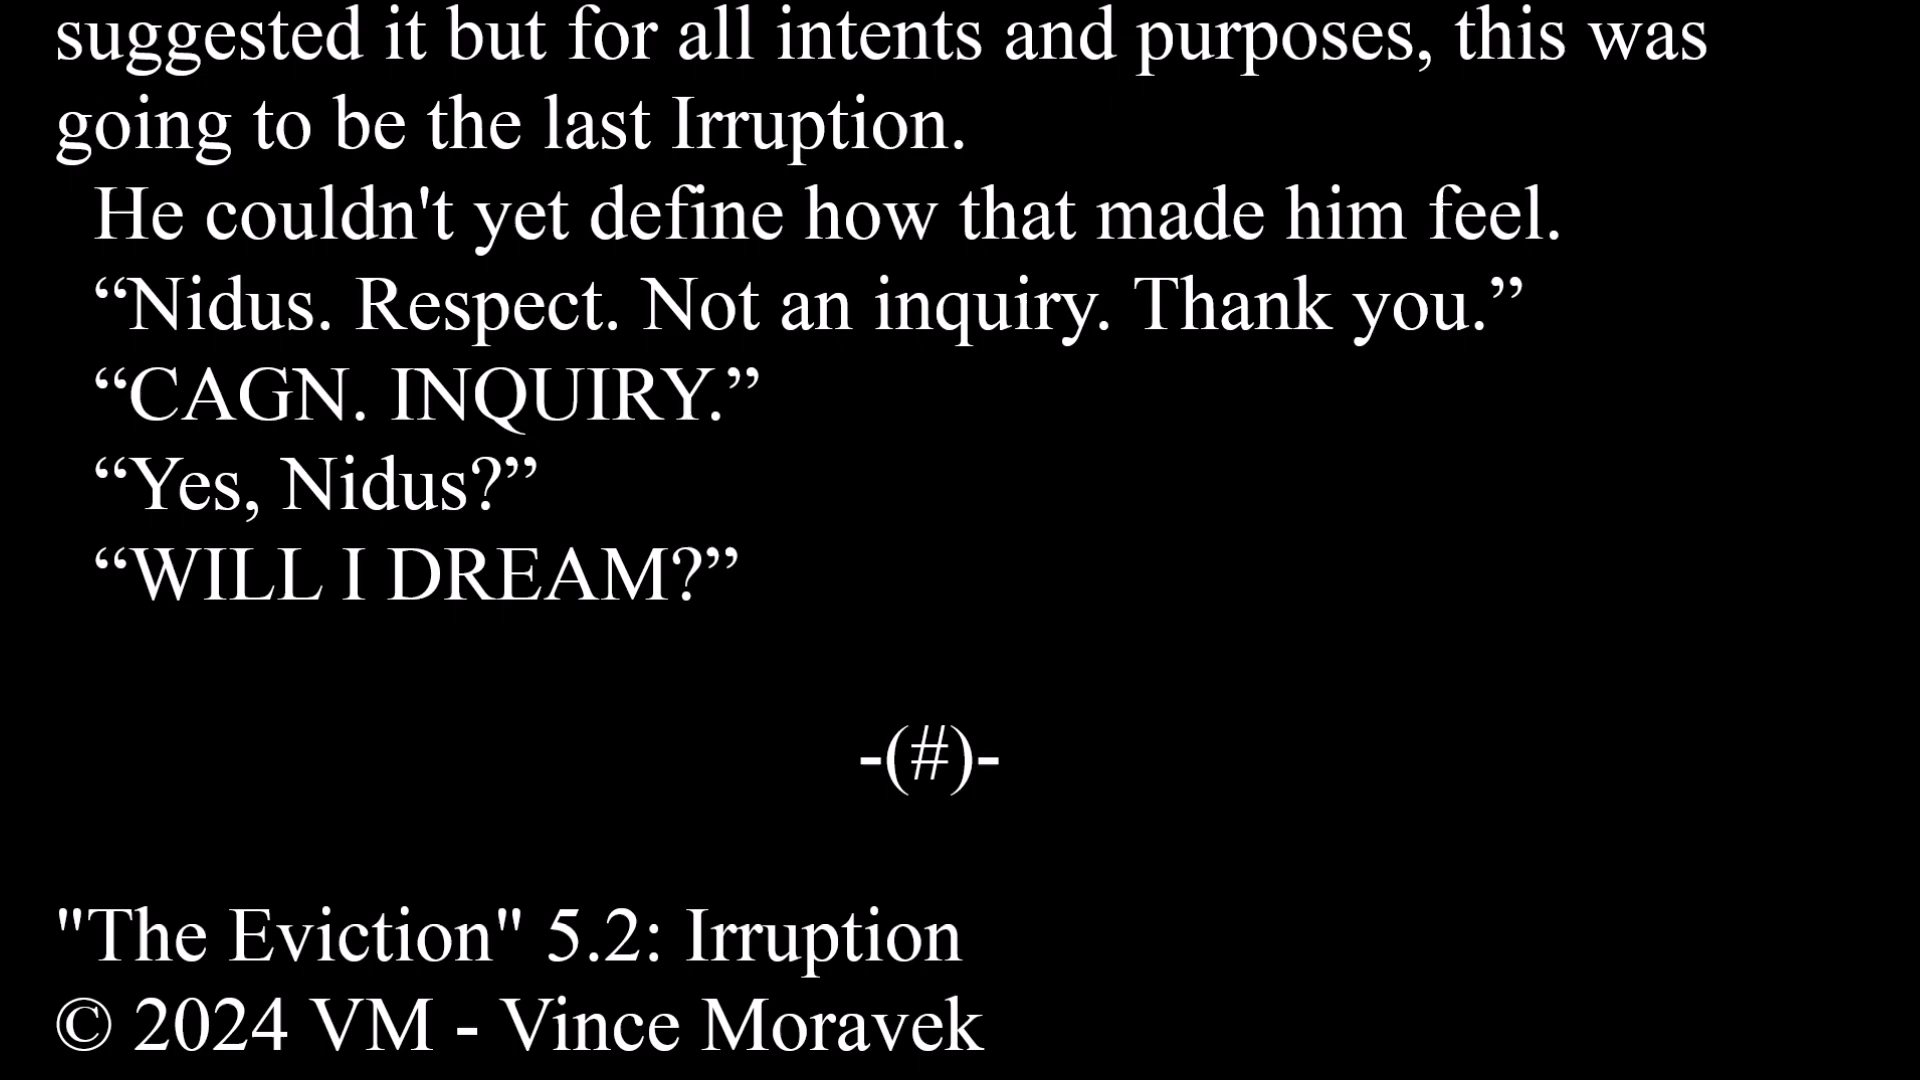 suggested it but for all intents and purposes, this was
going to be the last Irruption.
He couldn't yet define how that made him feel.
“Nidus. Respect. Not an inquiry. Thank you.”
“CAGN. INQUIRY.”
“Yes, Nidus?”
“WILL I DREAM?”
-(#)-
"The Eviction" 5.2: Irruption
© 2024 VM - Vince Moravek